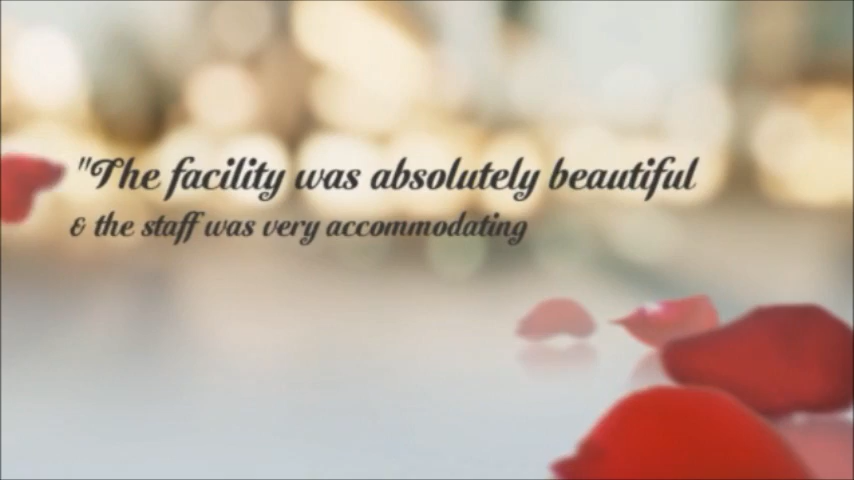 "The facility was absolutely beautiful
& the staff was very accommodating